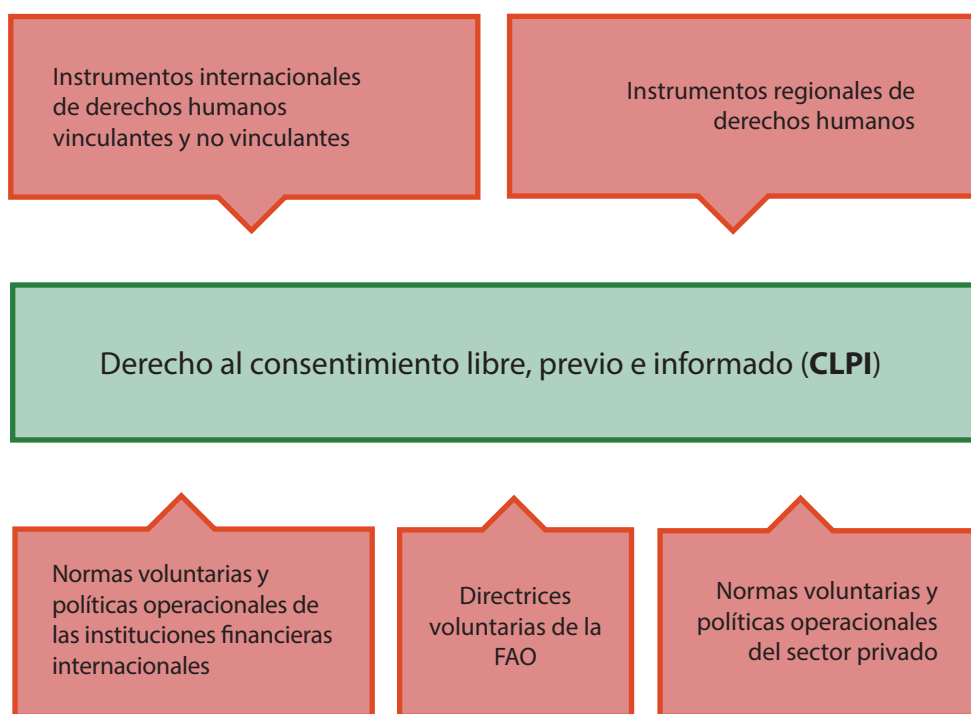 Instrumentos internacionales
de derechos humanos
vinculantes y no vinculantes
Instrumentos regionales de
derechos humanos
Derecho al consentimiento libre, previo e informado (CLPI)
Normas voluntarias y
políticas operacionales de
las instituciones financieras
internacionales
Directrices
voluntarias de la
FAO
Normas voluntarias y
políticas operacionales
del sector privado